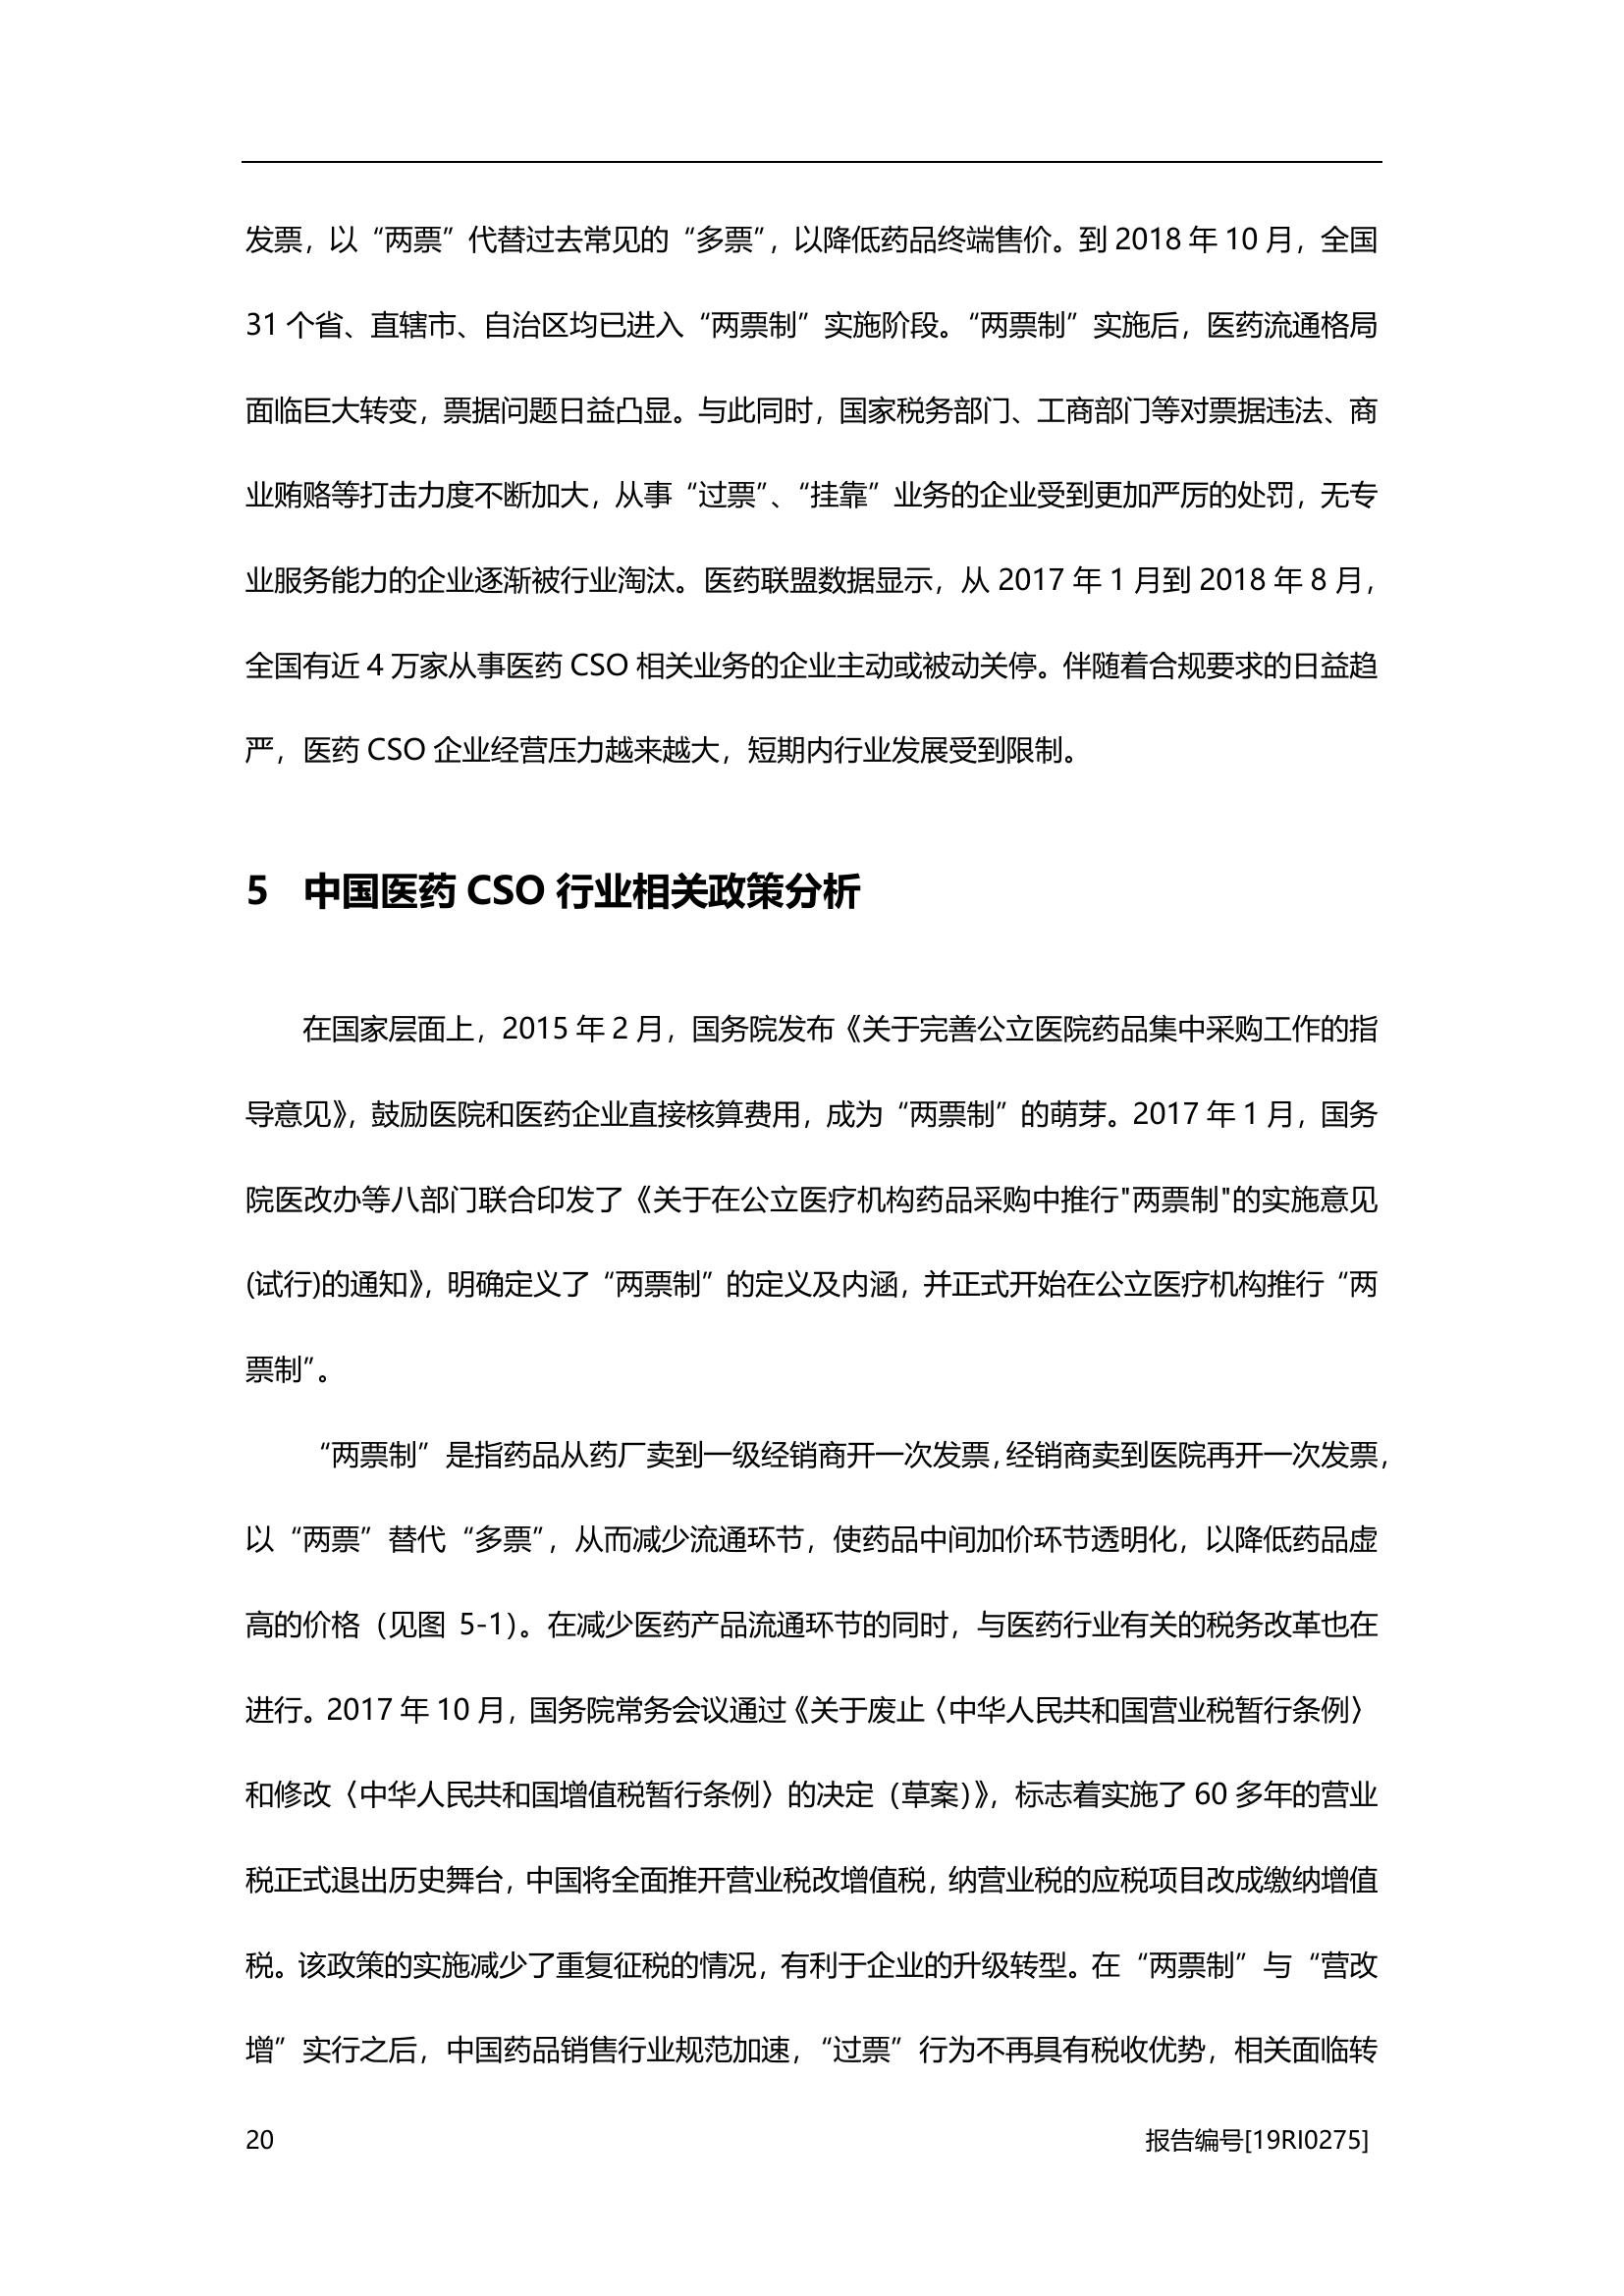 发票，以“两票”代替过去常见的“多票”，以降低药品终端售价。到 2018 年 10 月，全国
31 个省、直辖市、自治区均已进入“两票制”实施阶段。“两票制”实施后，医药流通格局
面临巨大转变，票据问题日益凸显。与此同时，国家税务部门、工商部门等对票据违法、商
业贿赂等打击力度不断加大，从事“过票”、“挂靠”业务的企业受到更加严厉的处罚，无专
业服务能力的企业逐渐被行业淘汰。医药联盟数据显示，从 2017 年 1 月到 2018 年 8 月，
全国有近 4 万家从事医药 CSO 相关业务的企业主动或被动关停。伴随着合规要求的日益趋
严，医药 CSO 企业经营压力越来越大，短期内行业发展受到限制。
5 中国医药 CSO 行业相关政策分析
在国家层面上，2015 年 2 月，国务院发布《关于完善公立医院药品集中采购工作的指
导意见》，鼓励医院和医药企业直接核算费用，成为“两票制”的萌芽。2017 年 1 月，国务
院医改办等八部门联合印发了《关于在公立医疗机构药品采购中推行"两票制"的实施意见
(试行)的通知》，明确定义了“两票制”的定义及内涵，并正式开始在公立医疗机构推行“两
票制”。
“两票制”是指药品从药厂卖到一级经销商开一次发票，经销商卖到医院再开一次发票，
以“两票”替代“多票”，从而减少流通环节，使药品中间加价环节透明化，以降低药品虚
高的价格（见图 5-1）。在减少医药产品流通环节的同时，与医药行业有关的税务改革也在
进行。2017 年 10 月，国务院常务会议通过《关于废止〈中华人民共和国营业税暂行条例〉
和修改〈中华人民共和国增值税暂行条例〉的决定（草案）》，标志着实施了 60 多年的营业
税正式退出历史舞台，中国将全面推开营业税改增值税，纳营业税的应税项目改成缴纳增值
税。该政策的实施减少了重复征税的情况，有利于企业的升级转型。在“两票制”与“营改
增”实行之后，中国药品销售行业规范加速，“过票”行为不再具有税收优势，相关面临转
20
报告编号[19RI0275]